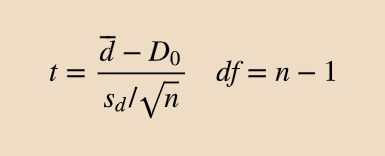 t = (d̅ − D₀) / (s_d/√n)    df = n − 1